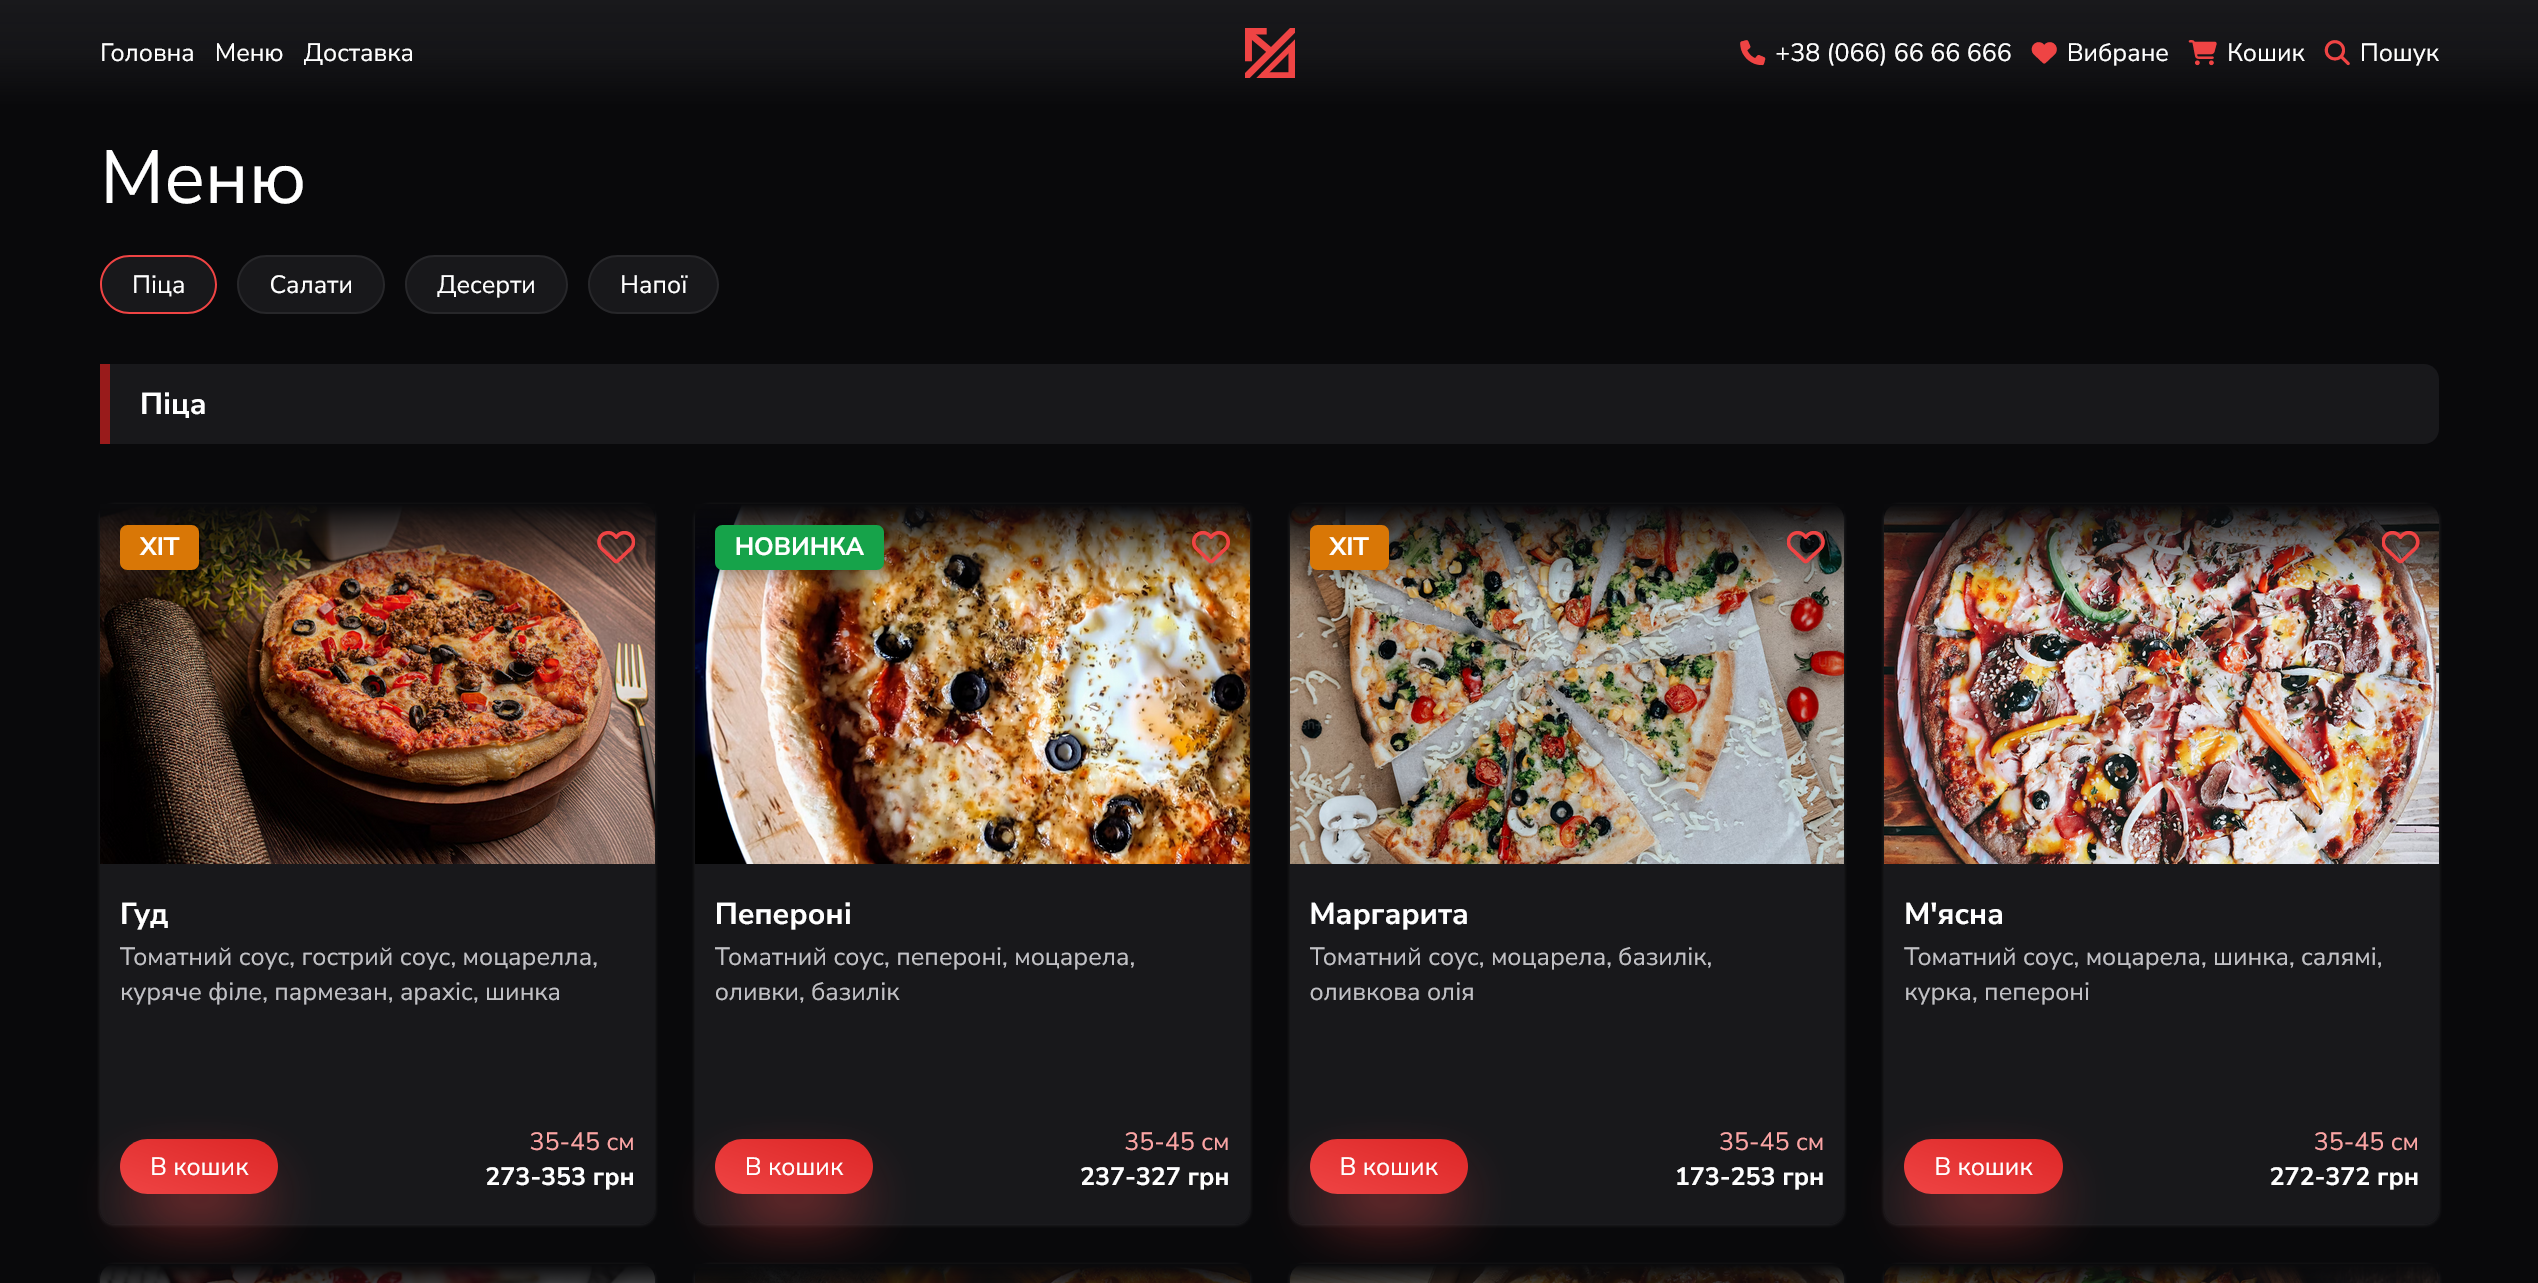 Головна Меню Доставка
+38 (066) 66 66 666 Вибране Кошик Пошук
Меню
Піца Салати Десерти Напої
Піца
ХІТ
Гуд
Томатний соус, гострий соус, моцарелла,
куряче філе, пармезан, арахіс, шинка
В кошик
35-45 см
273-353 грн
НОВИНКА
Пепероні
Томатний соус, пепероні, моцарела,
оливки, базилік
В кошик
35-45 см
237-327 грн
ХІТ
Маргарита
Томатний соус, моцарела, базилік,
оливкова олія
В кошик
35-45 см
173-253 грн
М'ясна
Томатний соус, моцарела, шинка, салямі,
курка, пепероні
В кошик
35-45 см
272-372 грн